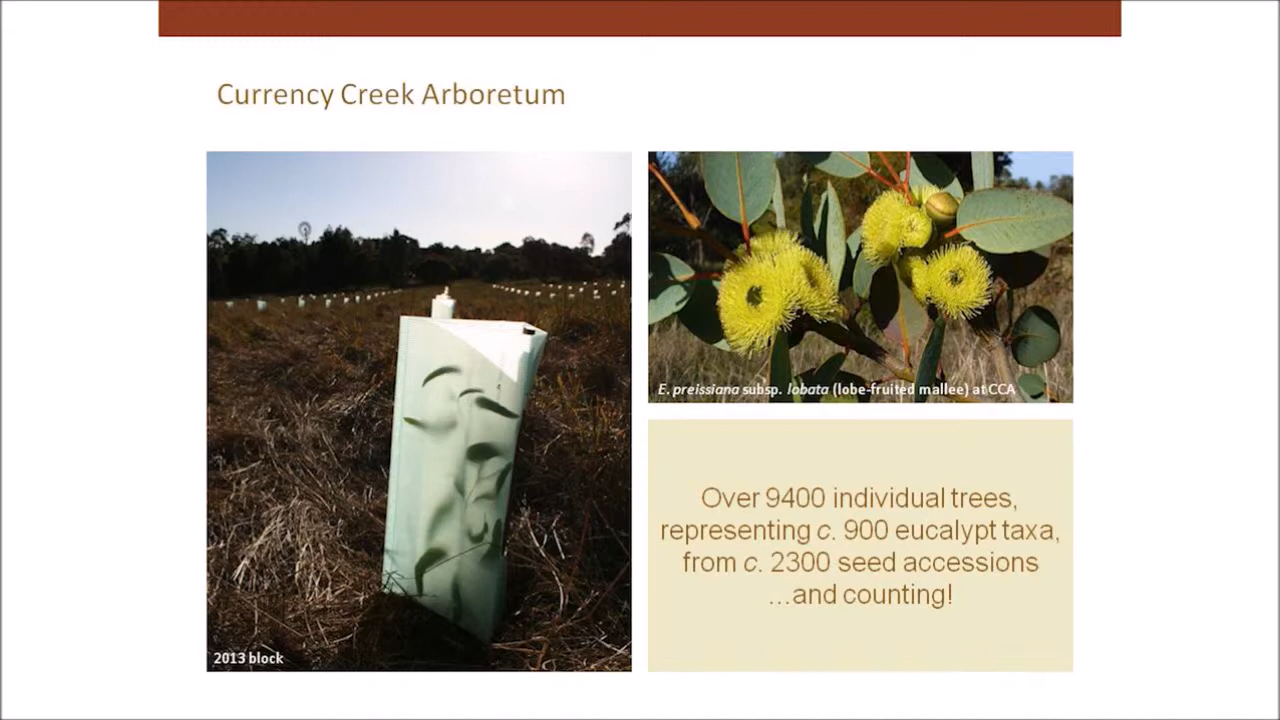 Currency Creek Arboretum
E. preissiana subsp. lobata (lobe-fruited mallee) at CCA
Over 9400 individual trees,
representing c. 900 eucalypt taxa,
from c. 2300 seed accessions
...and counting!
2013 block